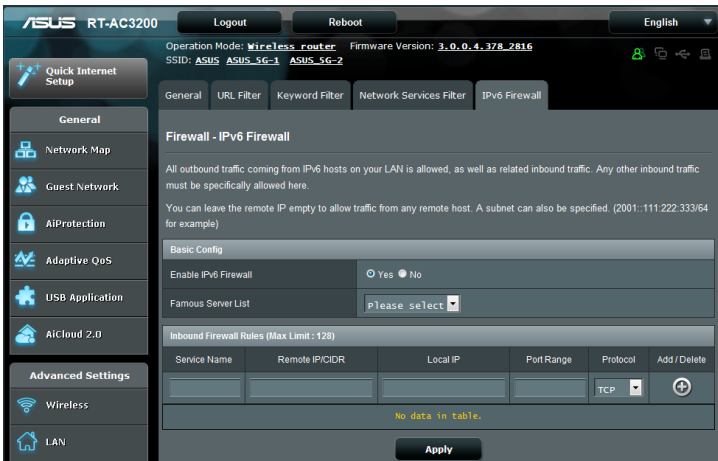 ASUS RT-AC3200 Logout Reboot English
Operation Mode: Wireless router Firmware Version: 3.0.0.4.378_2816
SSID: ASUS ASUS_5G-1 ASUS_5G-2
Quick Internet
Setup
General
Network Map
Guest Network
AiProtection
Adaptive QoS
USB Application
AiCloud 2.0
Advanced Settings
Wireless
LAN
General URL Filter Keyword Filter Network Services Filter IPv6 Firewall
Firewall - IPv6 Firewall
All outbound traffic coming from IPv6 hosts on your LAN is allowed, as well as related inbound traffic. Any other inbound traffic
must be specifically allowed here.
You can leave the remote IP empty to allow traffic from any remote host. A subnet can also be specified. (2001::111:222:333/64
for example)
Basic Config
Enable IPv6 Firewall Yes No
Famous Server List Please select
Inbound Firewall Rules (Max Limit : 128)
Service Name Remote IP/CIDR Local IP Port Range Protocol Add / Delete
TCP
No data in table.
Apply